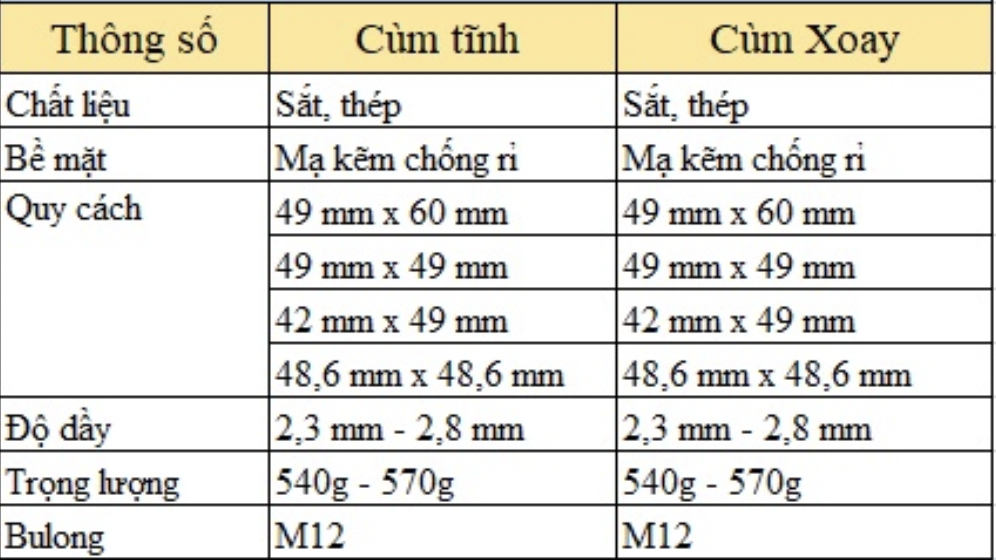 Thông số Cùm tĩnh Cùm Xoay
Chất liệu Sắt, thép Sắt, thép
Bề mặt Mạ kẽm chống rỉ Mạ kẽm chống rỉ
Quy cách 49 mm x 60 mm 49 mm x 60 mm
49 mm x 49 mm 49 mm x 49 mm
42 mm x 49 mm 42 mm x 49 mm
48,6 mm x 48,6 mm 48,6 mm x 48,6 mm
Độ đầy 2,3 mm - 2,8 mm 2,3 mm - 2,8 mm
Trọng lượng 540g - 570g 540g - 570g
Bulong M12 M12